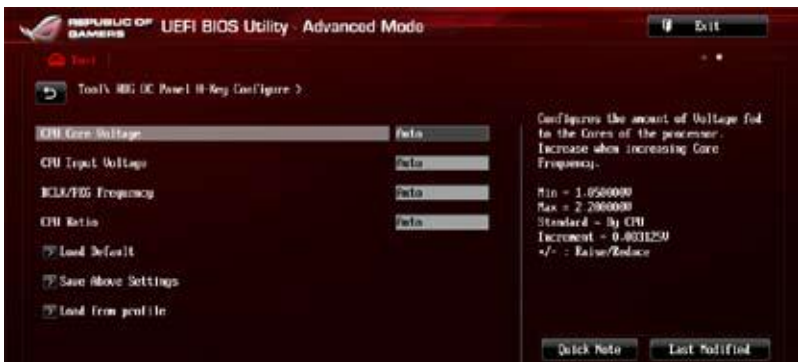 REPUBLIC OF
GAMERS
UEFI BIOS Utility - Advanced Mode
Exit
Tool
Tool\ ROG OC Panel H-Key Configure >
CPU Core Voltage Auto
CPU Input Voltage Auto
BCLK/PEG Frequency Auto
CPU Ratio Auto
Load Default
Save Above Settings
Load from profile
Configures the amount of Voltage fed
to the Cores of the processor.
Increase when increasing Core
Frequency.
Min = 1.050000V
Max = 2.200000V
Standard = By CPU
Increment = 0.003125V
+/- : Raise/Reduce
Quick Note
Last Modified